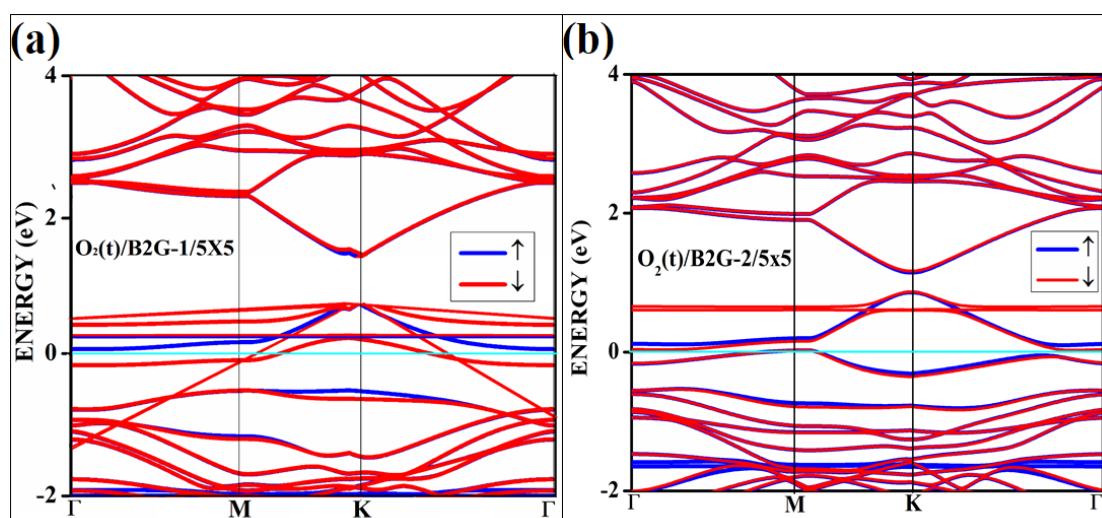 (a)
ENERGY (eV)
4
2
0
-2
O₂(t)/B2G-1/5X5
↑
↓
Γ M K Γ
(b)
ENERGY (eV)
4
2
0
-2
O₂(t)/B2G-2/5x5
↑
↓
Γ M K Γ